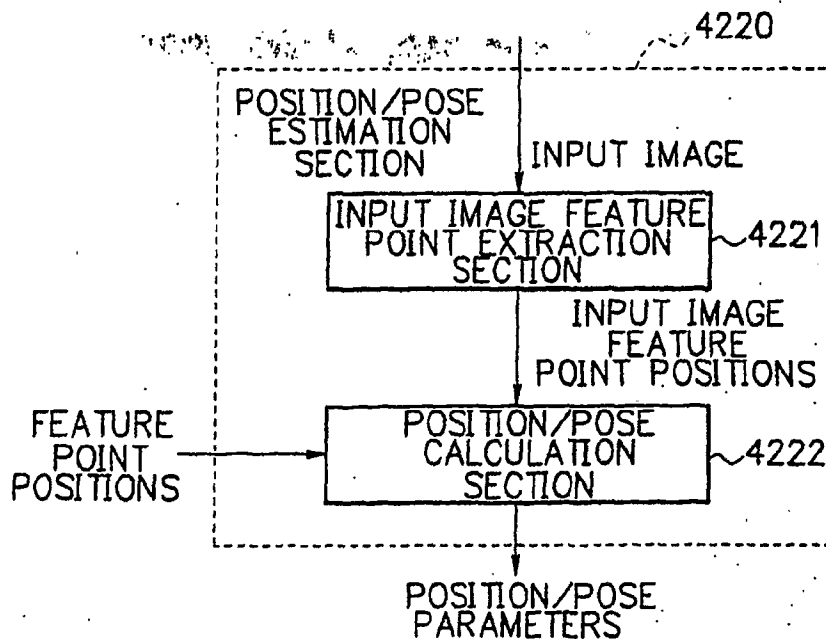 4220
POSITION/POSE
ESTIMATION
SECTION
INPUT IMAGE
INPUT IMAGE FEATURE
POINT EXTRACTION
SECTION
4221
INPUT IMAGE
FEATURE
POINT POSITIONS
FEATURE
POINT
POSITIONS
POSITION/POSE
CALCULATION
SECTION
4222
POSITION/POSE
PARAMETERS